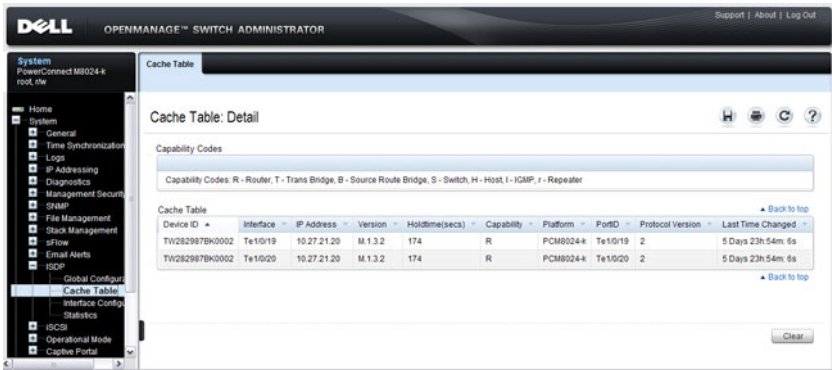 Support | About | Log Out
DELL
OPENMANAGE™ SWITCH ADMINISTRATOR
System
PowerConnect M8024-k
root, r/w
Home
System
General
Time Synchronization
Logs
IP Addressing
Diagnostics
Management Security
SNMP
File Management
Stack Management
sFlow
Email Alerts
ISDP
Global Configura
Cache Table
Interface Configu
Statistics
iSCSI
Operational Mode
Captive Portal
Cache Table
Cache Table: Detail
Capability Codes
Capability Codes: R - Router, T - Trans Bridge, B - Source Route Bridge, S - Switch, H - Host, I - IGMP, r - Repeater
Cache Table
Back to top
Device ID Interface IP Address Version Holdtime(secs) Capability Platform PortID Protocol Version Last Time Changed
TW282987BK0002 Te1/0/19 10.27.21.20 M.1.3.2 174 R PCM8024-k Te1/0/19 2 5 Days 23h:54m: 6s
TW282987BK0002 Te1/0/20 10.27.21.20 M.1.3.2 174 R PCM8024-k Te1/0/20 2 5 Days 23h:54m: 6s
Back to top
Clear